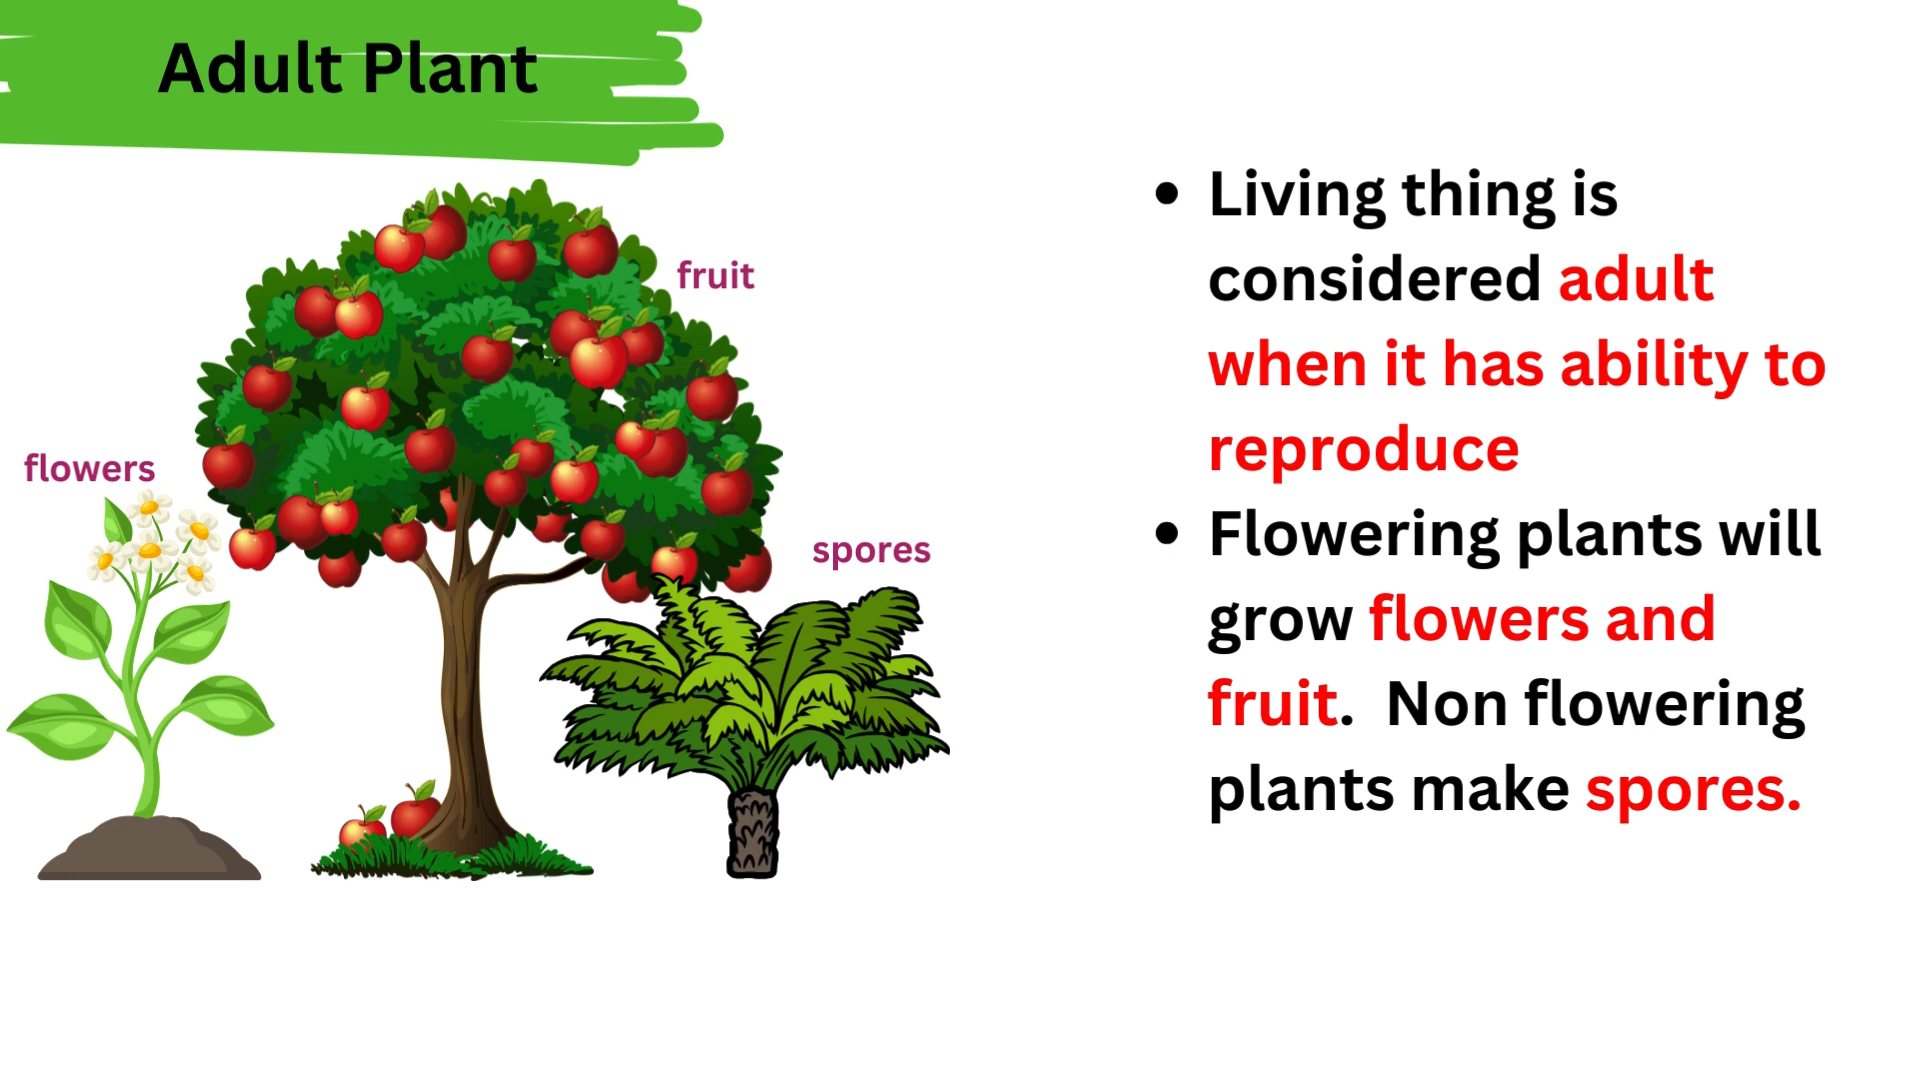 Adult Plant
fruit
flowers
spores
• Living thing is
considered adult
when it has ability to
reproduce
• Flowering plants will
grow flowers and
fruit.  Non flowering
plants make spores.